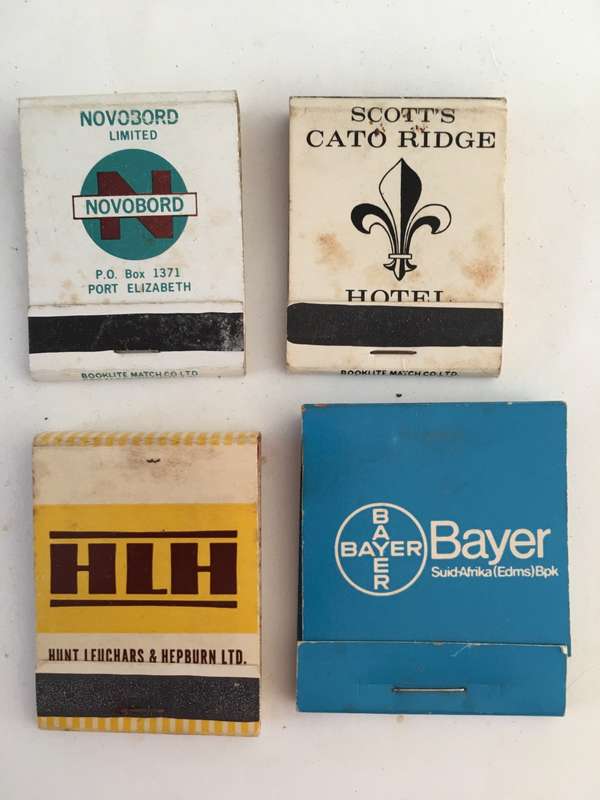 NOVOBORD
LIMITED
N
NOVOBORD
P.O. Box 1371
PORT ELIZABETH
BOOKLITE MATCH CO LTD
SCOTT'S
CATO RIDGE
HOTEL
BOOKLITE MATCH CO. LTD.
HLH
HUNT LEUCHARS & HEPBURN LTD.
BAYER
BAYER
Bayer
Suid-Afrika (Edms) Bpk